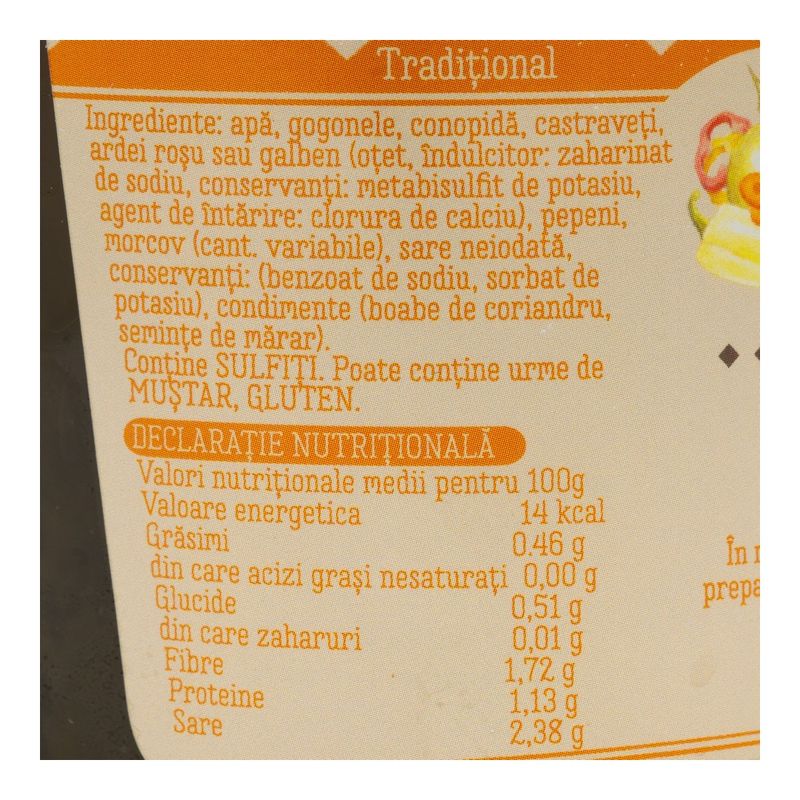 Tradițional
Ingrediente: apă, gogonele, conopidă, castraveți,
ardei roșu sau galben (oțet, îndulcitor: zaharinat
de sodiu, conservanți: metabisulfit de potasiu,
agent de întărire: clorura de calciu), pepeni,
morcov (cant. variabile), sare neiodată,
conservanți: (benzoat de sodiu, sorbat de
potasiu), condimente (boabe de coriandru,
semințe de mărar).
Conține SULFIȚI. Poate conține urme de
MUȘTAR, GLUTEN.
DECLARAȚIE NUTRIȚIONALĂ
Valori nutriționale medii pentru 100g
Valoare energetica 14 kcal
Grăsimi 0.46 g
din care acizi grași nesaturați 0,00 g
Glucide 0,51 g
din care zaharuri 0,01 g
Fibre 1,72 g
Proteine 1,13 g
Sare 2,38 g
În
prepa